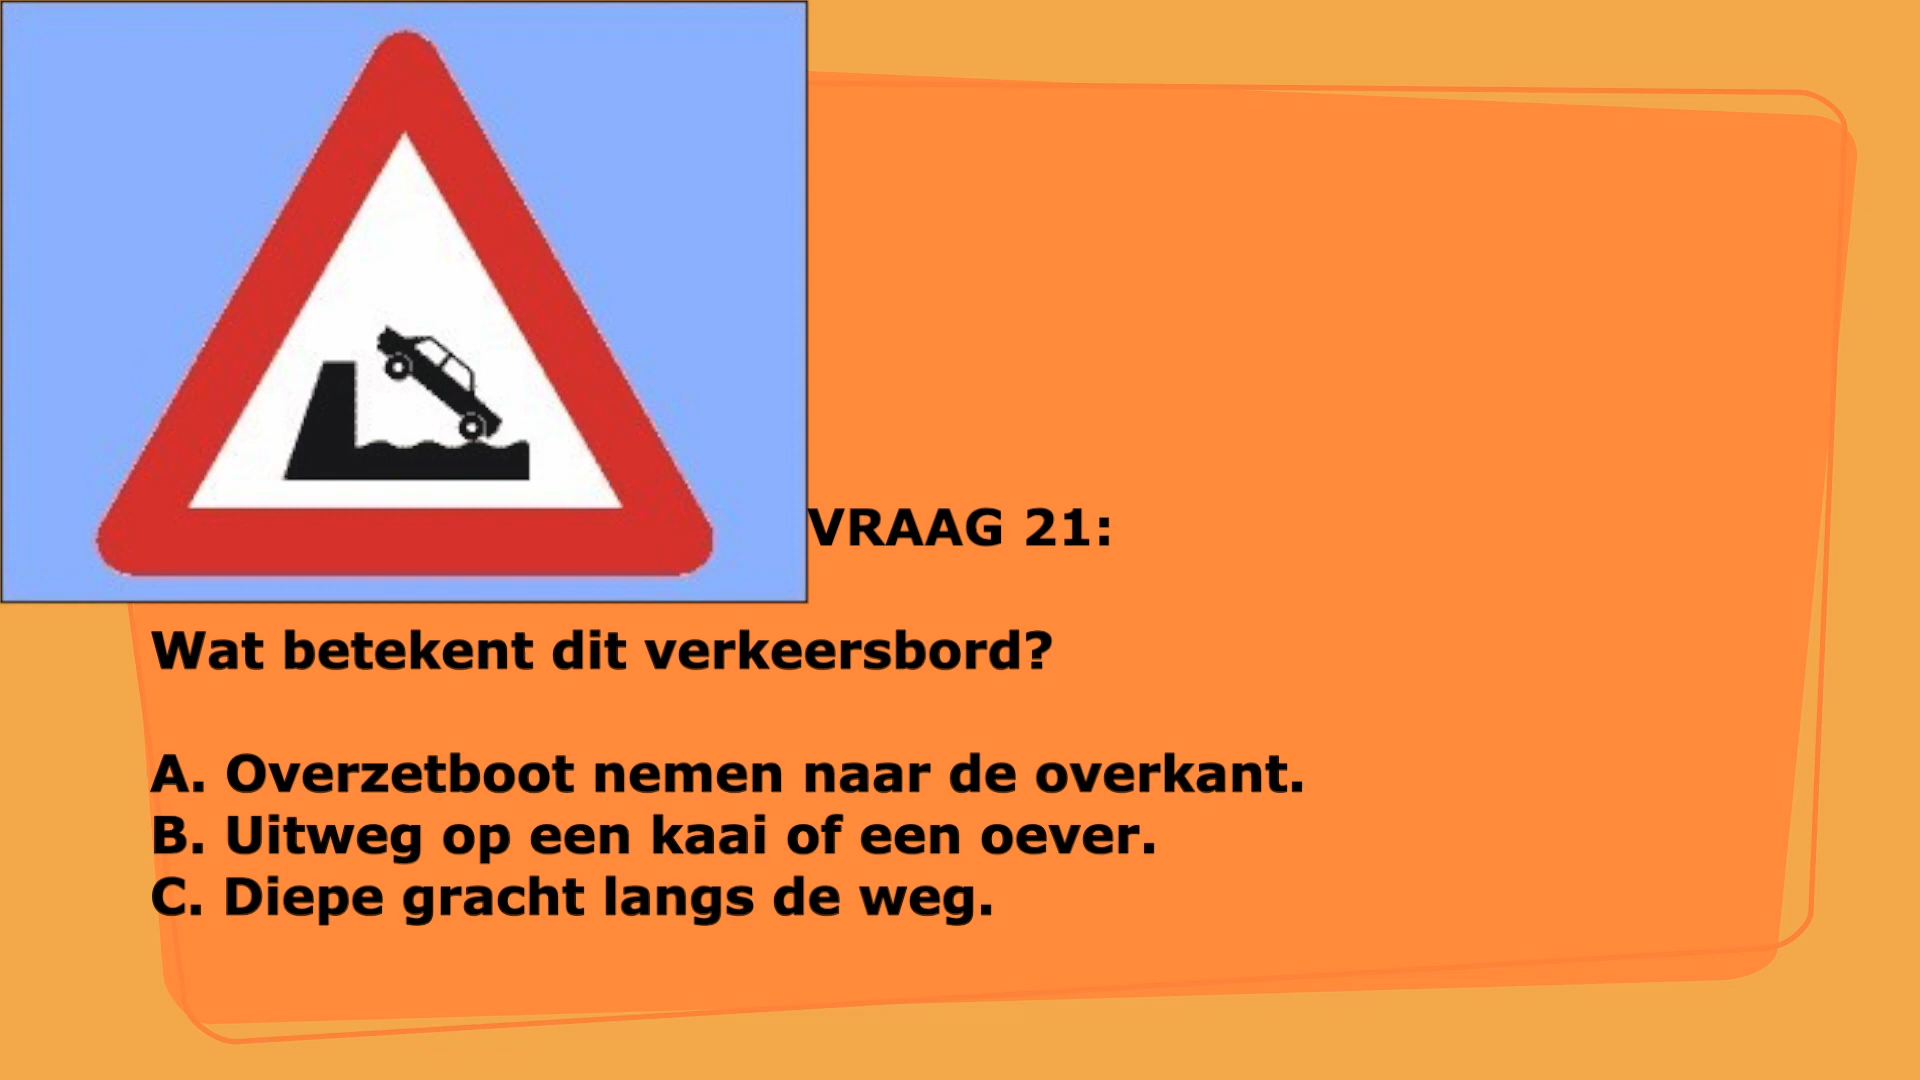 VRAAG 21:
Wat betekent dit verkeersbord?
A. Overzetboot nemen naar de overkant.
B. Uitweg op een kaai of een oever.
C. Diepe gracht langs de weg.